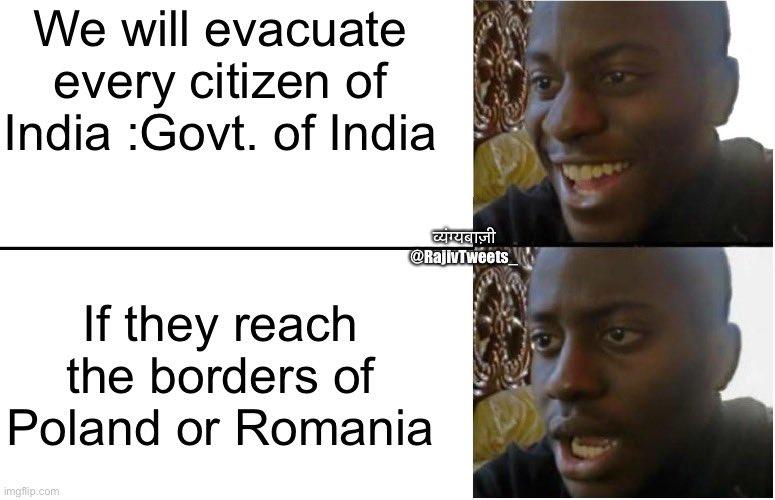 We will evacuate
every citizen of
India :Govt. of India
व्यंग्यबाज़ी
@RajivTweets_
If they reach
the borders of
Poland or Romania
imgflip.com